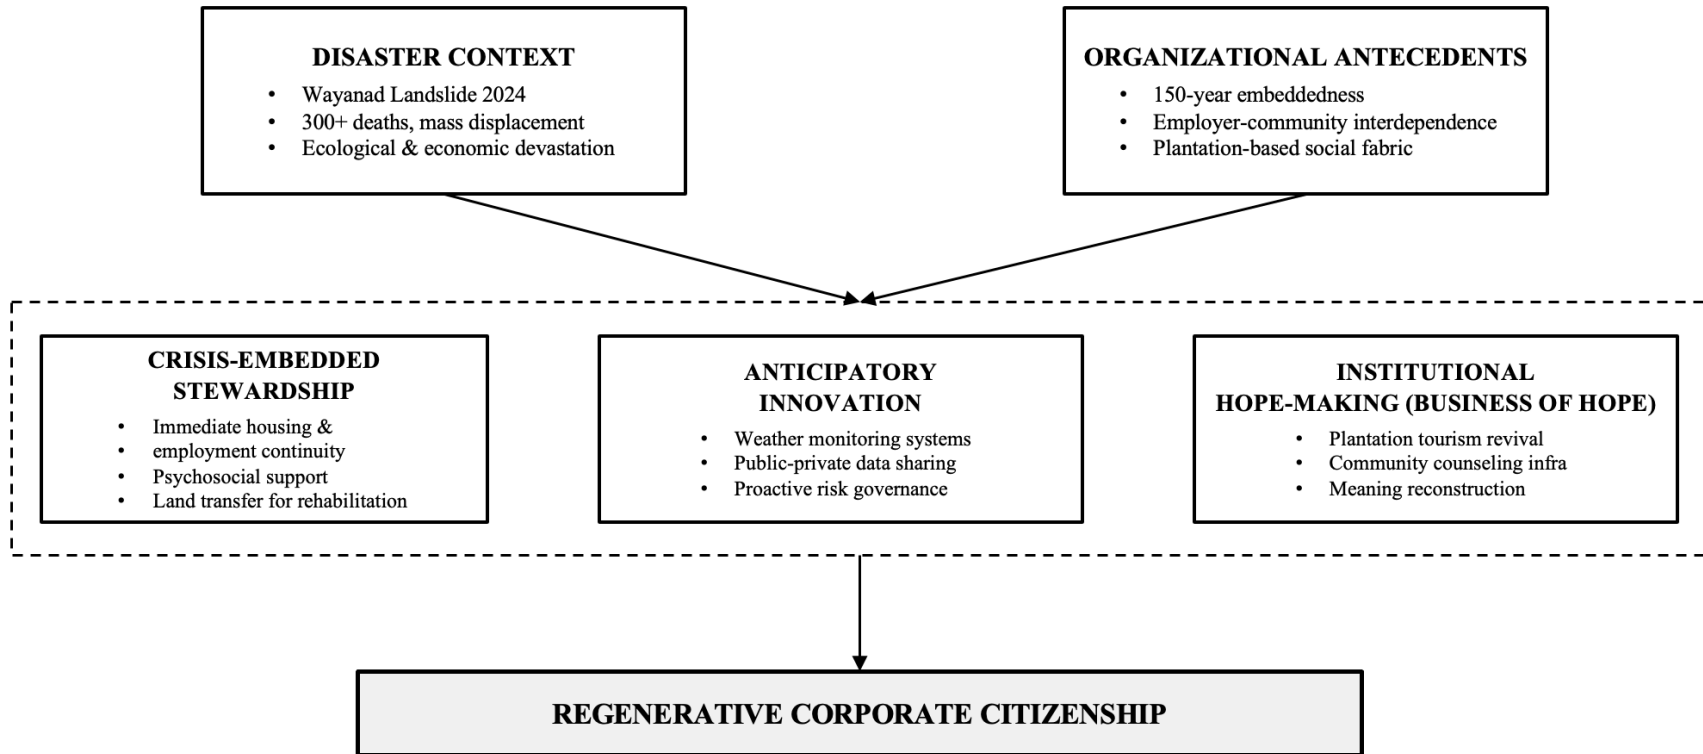 DISASTER CONTEXT
• Wayanad Landslide 2024
• 300+ deaths, mass displacement
• Ecological & economic devastation
ORGANIZATIONAL ANTECEDENTS
• 150-year embeddedness
• Employer-community interdependence
• Plantation-based social fabric
CRISIS-EMBEDDED
STEWARDSHIP
• Immediate housing &
• employment continuity
• Psychosocial support
• Land transfer for rehabilitation
ANTICIPATORY
INNOVATION
• Weather monitoring systems
• Public-private data sharing
• Proactive risk governance
INSTITUTIONAL
HOPE-MAKING (BUSINESS OF HOPE)
• Plantation tourism revival
• Community counseling infra
• Meaning reconstruction
REGENERATIVE CORPORATE CITIZENSHIP